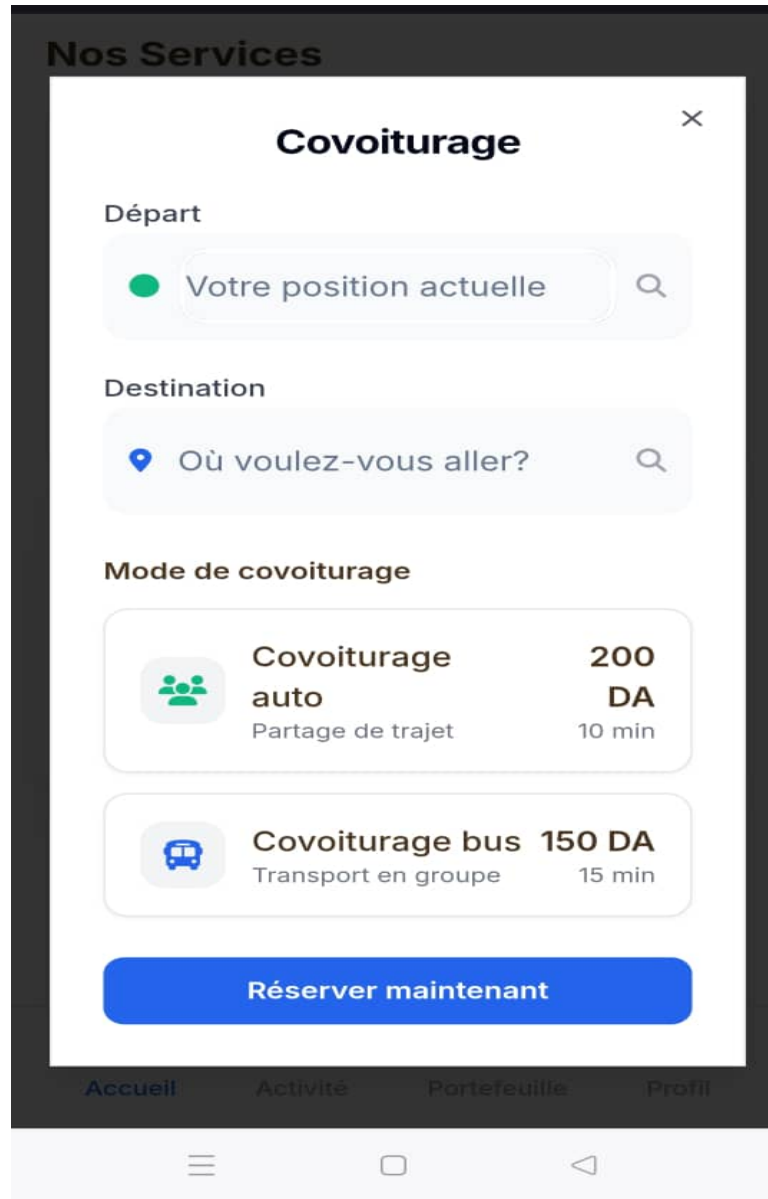 Nos Services
Covoiturage
Départ
Votre position actuelle
Destination
Où voulez-vous aller?
Mode de covoiturage
Covoiturage auto
200 DA
Partage de trajet
10 min
Covoiturage bus
150 DA
Transport en groupe
15 min
Réserver maintenant
Accueil
Activité
Portefeuille
Profil